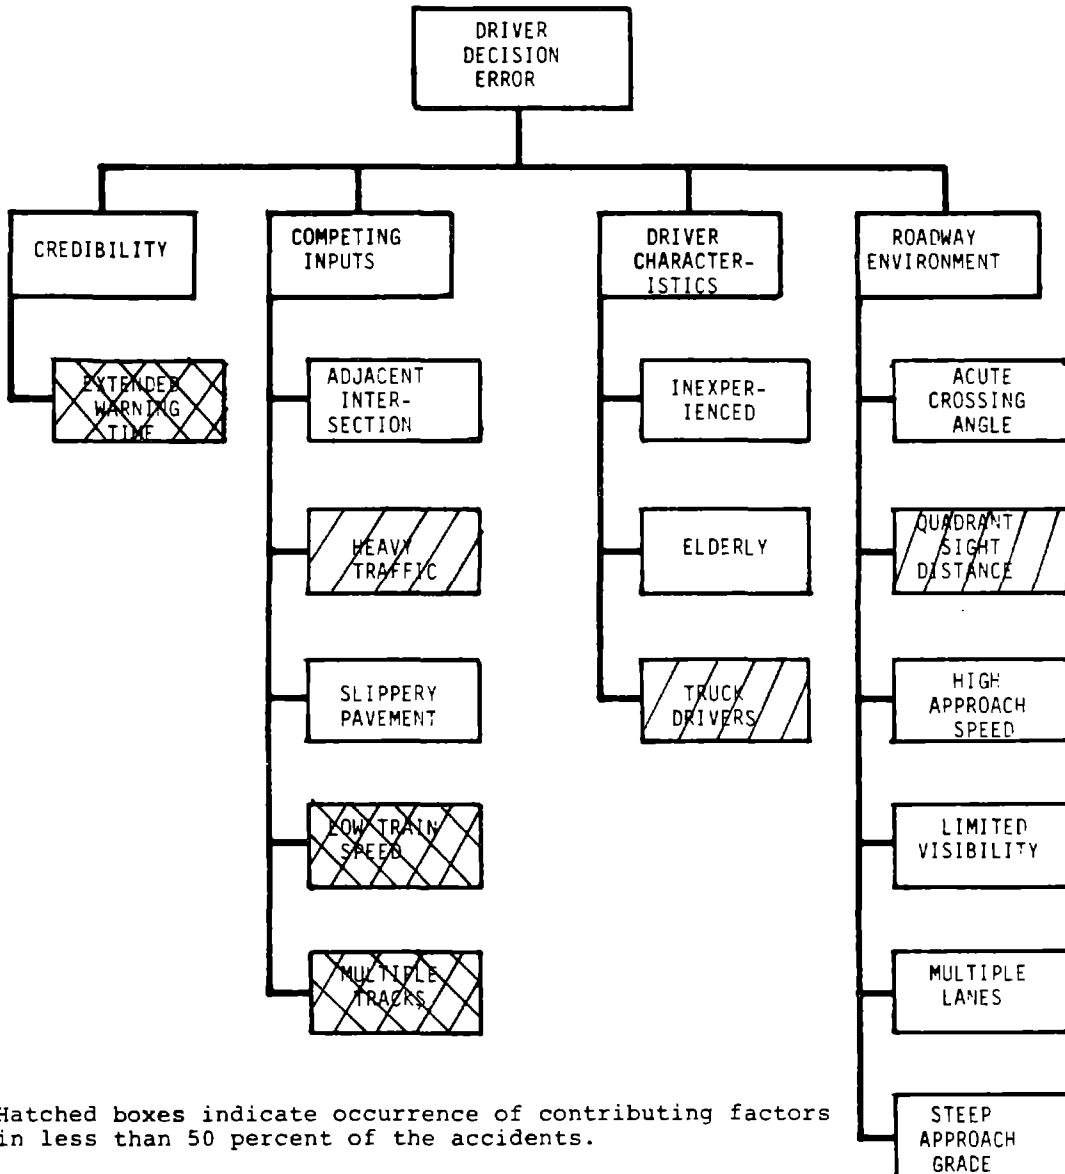 DRIVER
DECISION
ERROR
CREDIBILITY
COMPETING
INPUTS
DRIVER
CHARACTER-
ISTICS
ROADWAY
ENVIRONMENT
EXTENDED
WARNING
TIME
ADJACENT
INTER-
SECTION
HEAVY
TRAFFIC
SLIPPERY
PAVEMENT
LOW TRAIN
SPEED
MULTIPLE
TRACKS
INEXPER-
IENCED
ELDERLY
TRUCK
DRIVERS
ACUTE
CROSSING
ANGLE
QUADRANT
SIGHT
DISTANCE
HIGH
APPROACH
SPEED
LIMITED
VISIBILITY
MULTIPLE
LANES
STEEP
APPROACH
GRADE
Hatched boxes indicate occurrence of contributing factors
in less than 50 percent of the accidents.